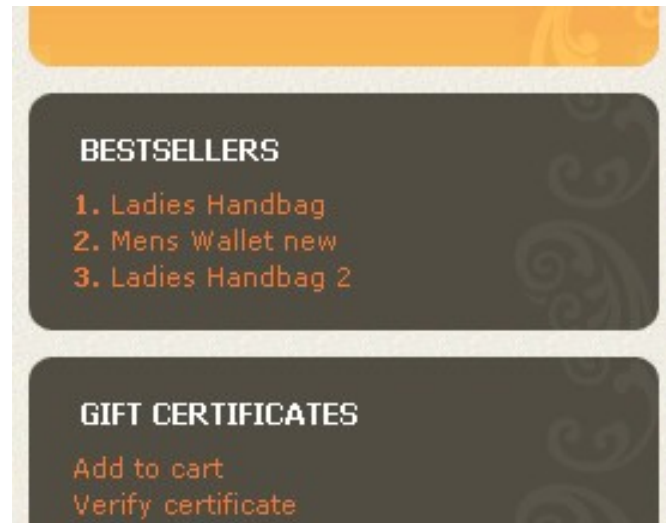 BESTSELLERS
1. Ladies Handbag
2. Mens Wallet new
3. Ladies Handbag 2
GIFT CERTIFICATES
Add to cart
Verify certificate